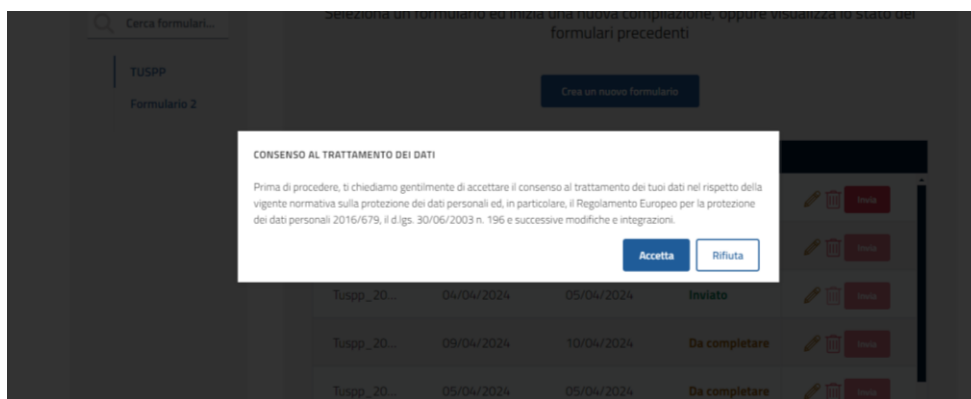 Seleziona un formulario ed inizia una nuova compilazione, oppure visualizza lo stato dei
formulari precedenti
Cerca formulari...
TUSPP
Formulario 2
Crea un nuovo formulario
CONSENSO AL TRATTAMENTO DEI DATI
Prima di procedere, ti chiediamo gentilmente di accettare il consenso al trattamento dei tuoi dati nel rispetto della
vigente normativa sulla protezione dei dati personali ed, in particolare, il Regolamento Europeo per la protezione
dei dati personali 2016/679, il d.lgs. 30/06/2003 n. 196 e successive modifiche e integrazioni.
Accetta Rifiuta
Invia
Invia
Tuspp_20... 04/04/2024 05/04/2024 Inviato Invia
Tuspp_20... 09/04/2024 10/04/2024 Da completare Invia
Tuspp_20... 05/04/2024 05/04/2024 Da completare Invia